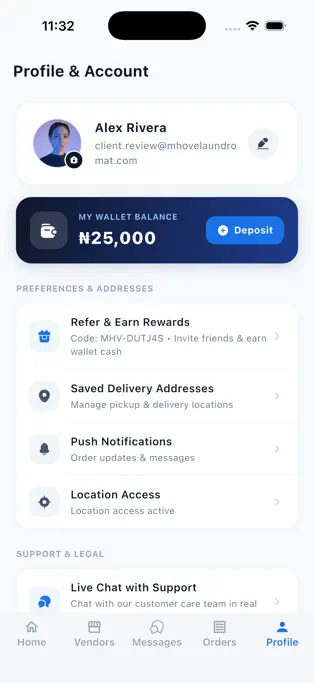 11:32
Profile & Account
Alex Rivera
client.review@mhovelaundro
mat.com
MY WALLET BALANCE
₦25,000
Deposit
PREFERENCES & ADDRESSES
Refer & Earn Rewards
Code: MHV-DUTJ4S • Invite friends & earn
wallet cash
Saved Delivery Addresses
Manage pickup & delivery locations
Push Notifications
Order updates & messages
Location Access
Location access active
SUPPORT & LEGAL
Live Chat with Support
Chat with our customer care team in real
Home
Vendors
Messages
Orders
Profile